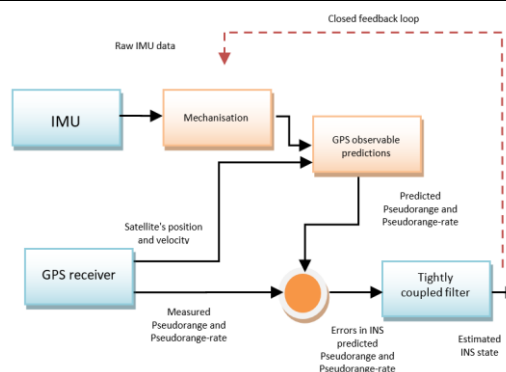 Closed feedback loop
Raw IMU data
IMU
Mechanisation
GPS observable
predictions
Satellite's position
and velocity
Predicted
Pseudorange and
Pseudorange-rate
GPS receiver
Tightly
coupled filter
Measured
Pseudorange and
Pseudorange-rate
Errors in INS
predicted
Pseudorange and
Pseudorange-rate
Estimated
INS state